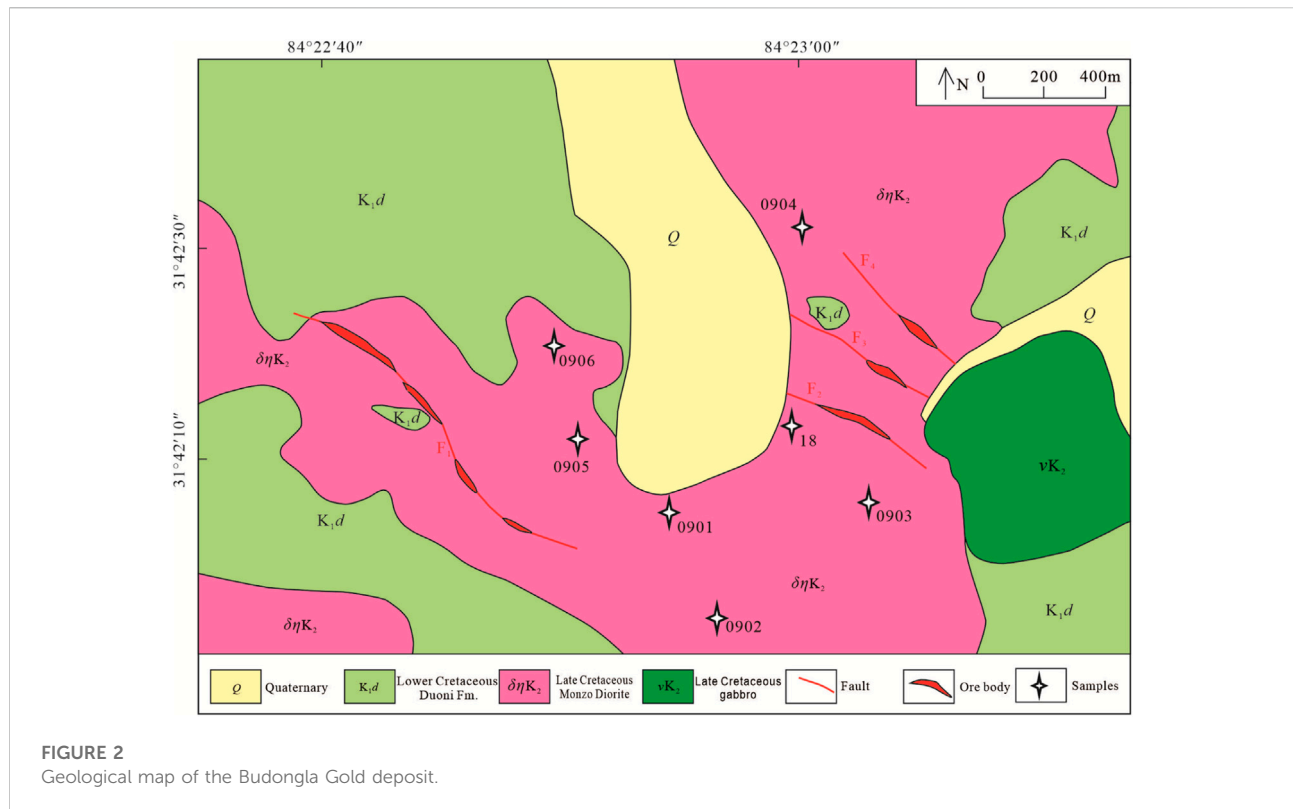 84°22′40″
84°23′00″
N
0 200 400m
K₁d
Q
δηK₂
0904
K₁d
31°42′30″
F₄
K₁d
Q
F₃
δηK₂
0906
F₂
K₁d
18
31°42′10″
F₁
0905
νK₂
0901
0903
K₁d
δηK₂
K₁d
0902
δηK₂
Q Quaternary
K₁d Lower Cretaceous Duoni Fm.
δηK₂ Late Cretaceous Monzo Diorite
νK₂ Late Cretaceous gabbro
Fault
Ore body
Samples
FIGURE 2
Geological map of the Budongla Gold deposit.